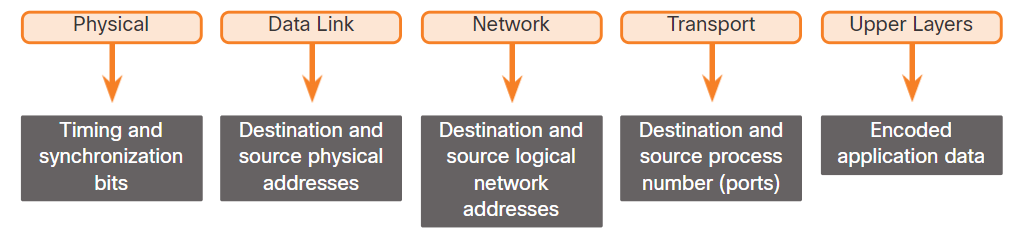 Physical
Data Link
Network
Transport
Upper Layers
Timing and
synchronization
bits
Destination and
source physical
addresses
Destination and
source logical
network
addresses
Destination and
source process
number (ports)
Encoded
application data